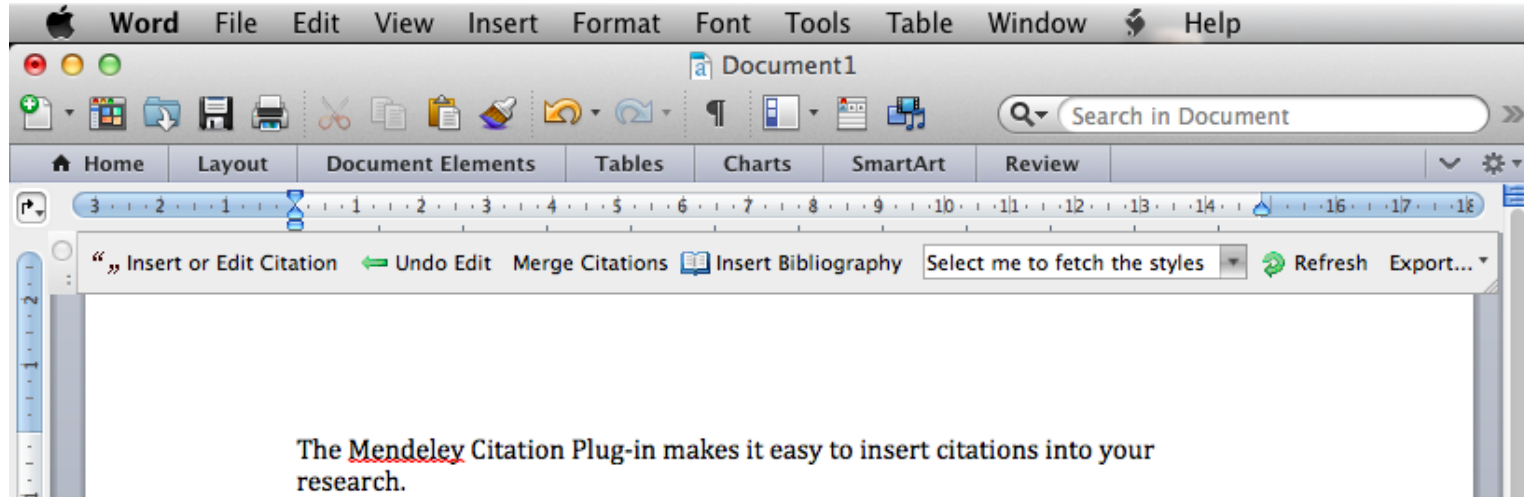 Word File Edit View Insert Format Font Tools Table Window Help
Document1
Search in Document
Home Layout Document Elements Tables Charts SmartArt Review
3 2 1 1 2 3 4 5 6 7 8 9 10 11 12 13 14 16 17 18
“ „ Insert or Edit Citation Undo Edit Merge Citations Insert Bibliography Select me to fetch the styles Refresh Export...
2
1
1
The Mendeley Citation Plug-in makes it easy to insert citations into your
research.